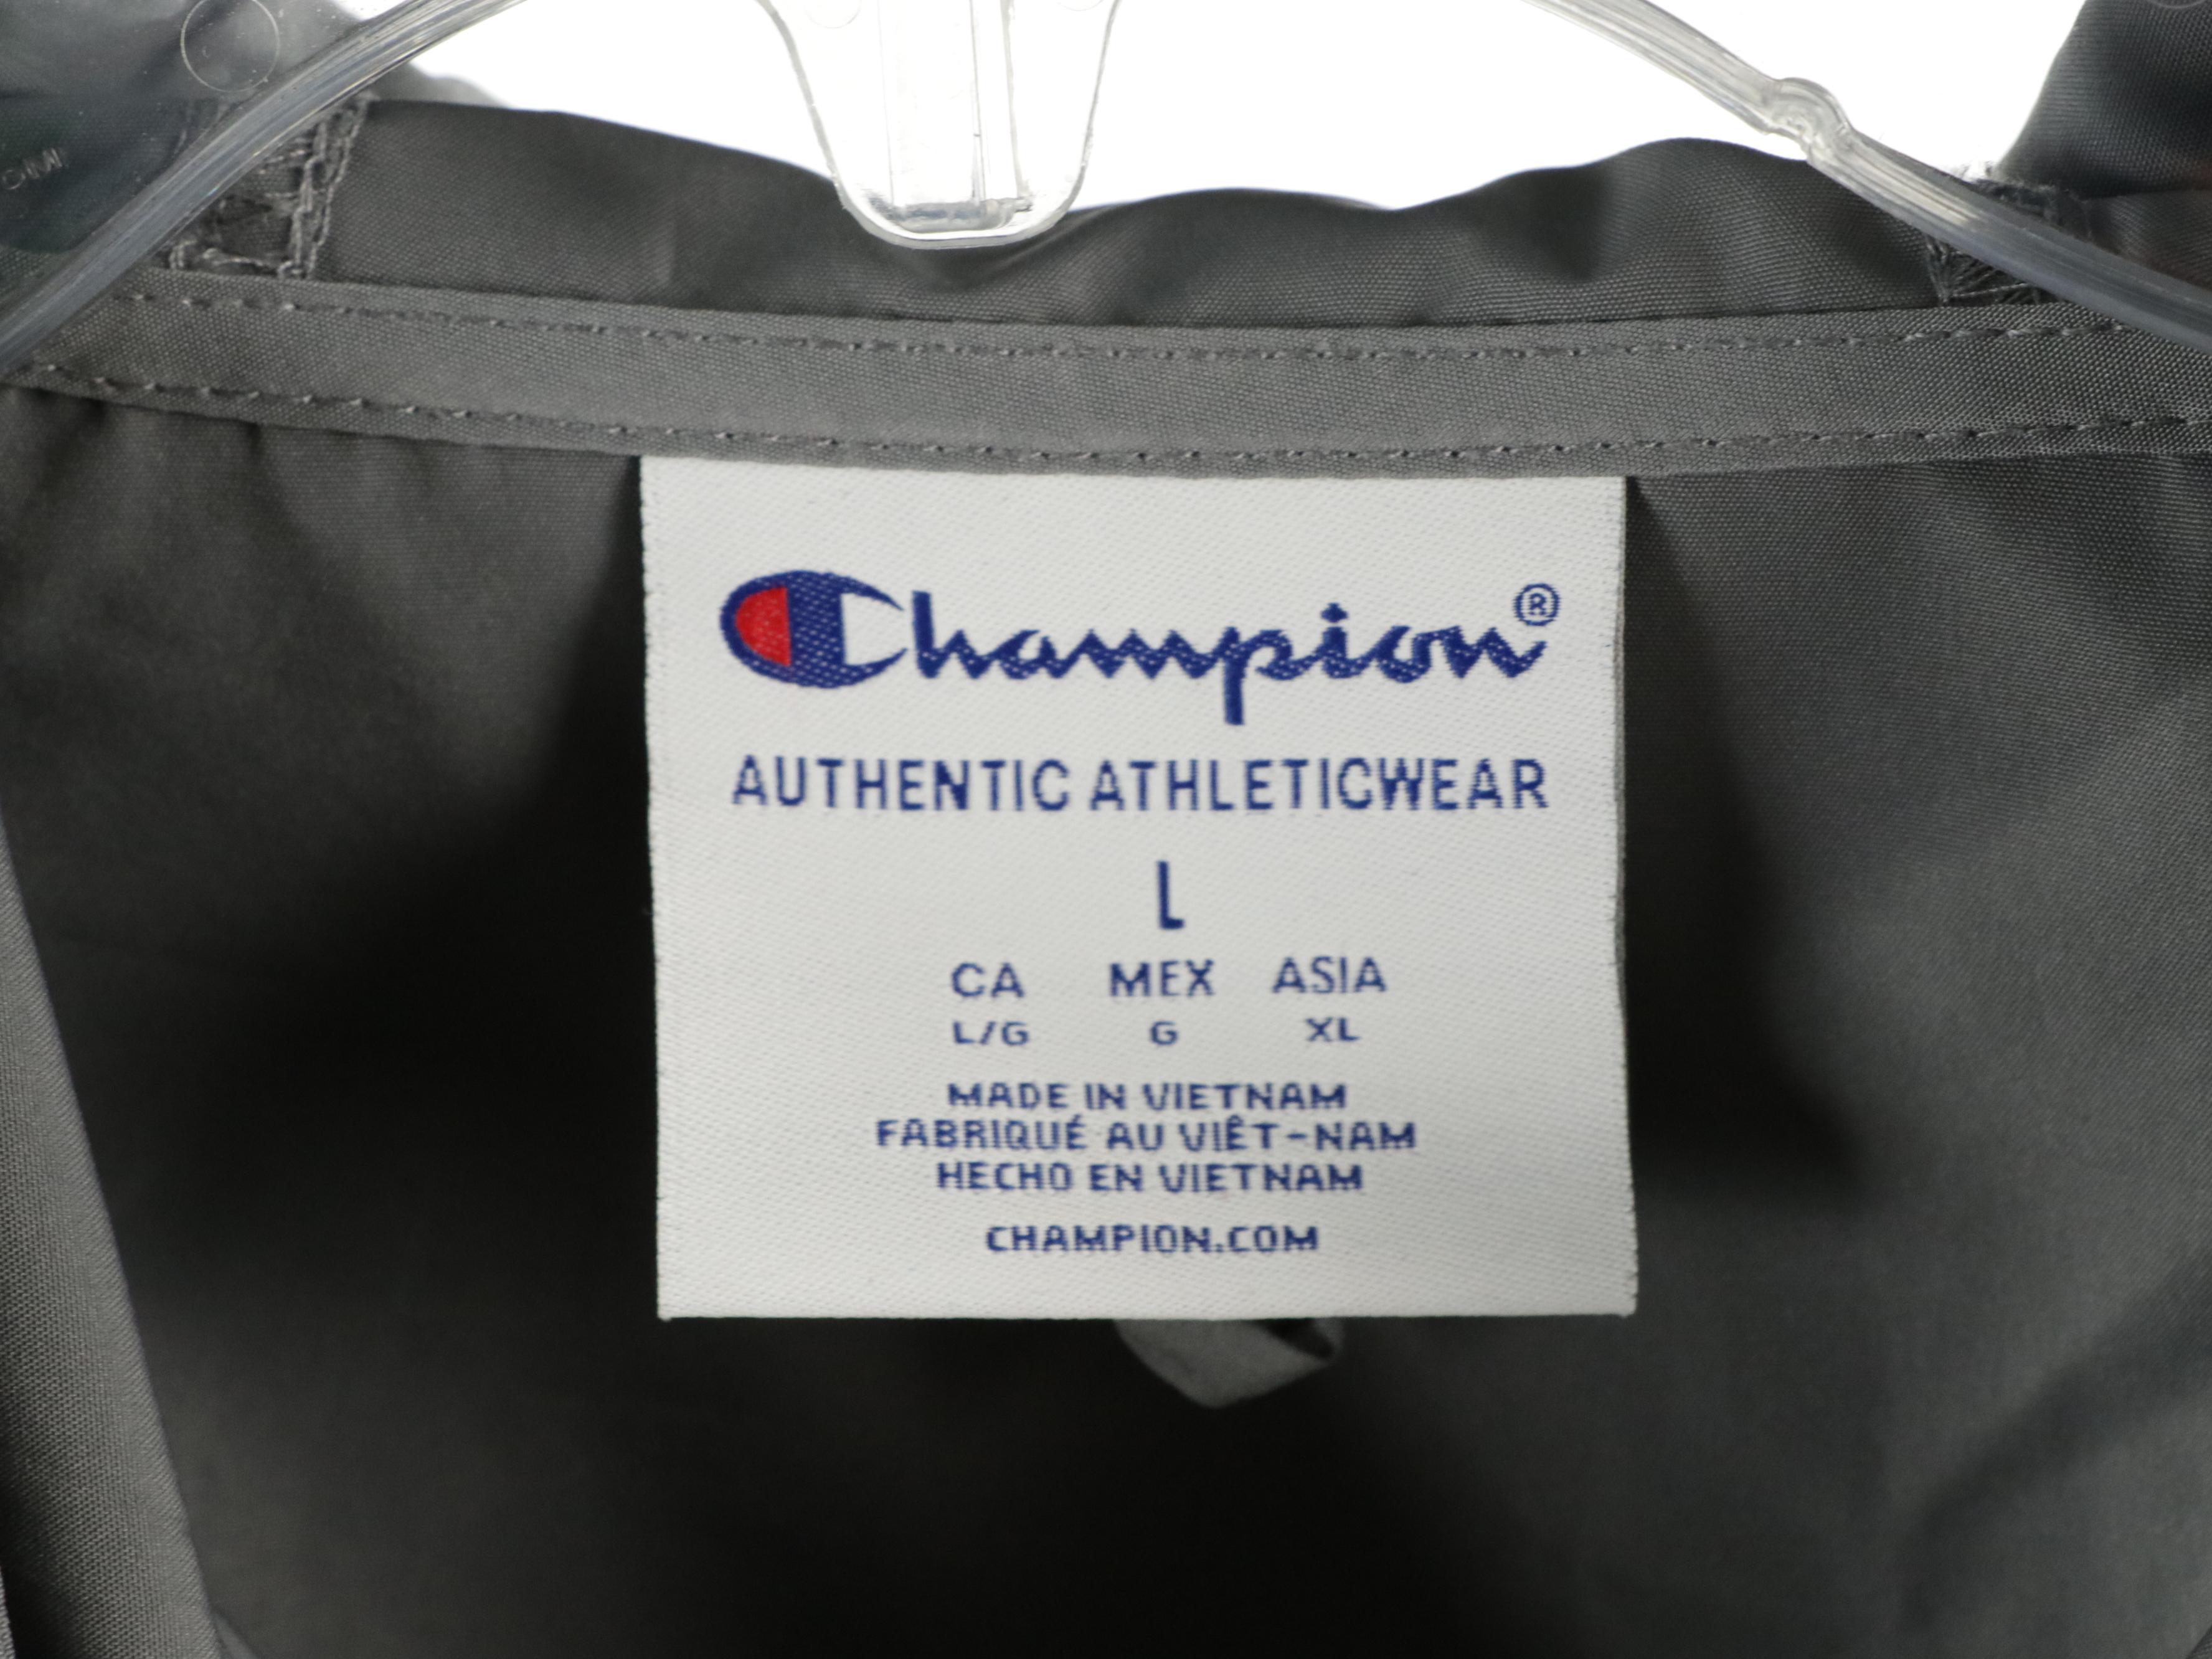 Champion®
AUTHENTIC ATHLETICWEAR
L
CA MEX ASIA
L/G G XL
MADE IN VIETNAM
FABRIQUÉ AU VIÊT-NAM
HECHO EN VIETNAM
CHAMPION.COM